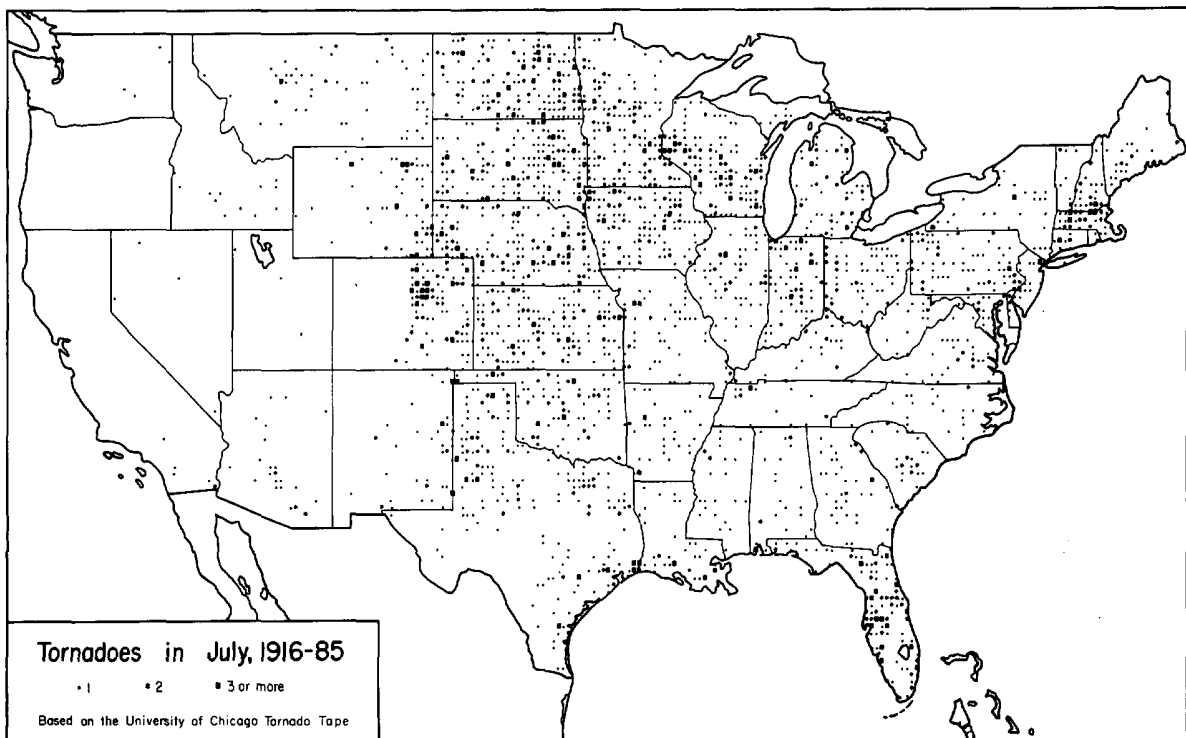 Tornadoes in July, 1916-85
• 1 • 2 ■ 3 or more
Based on the University of Chicago Tornado Tape